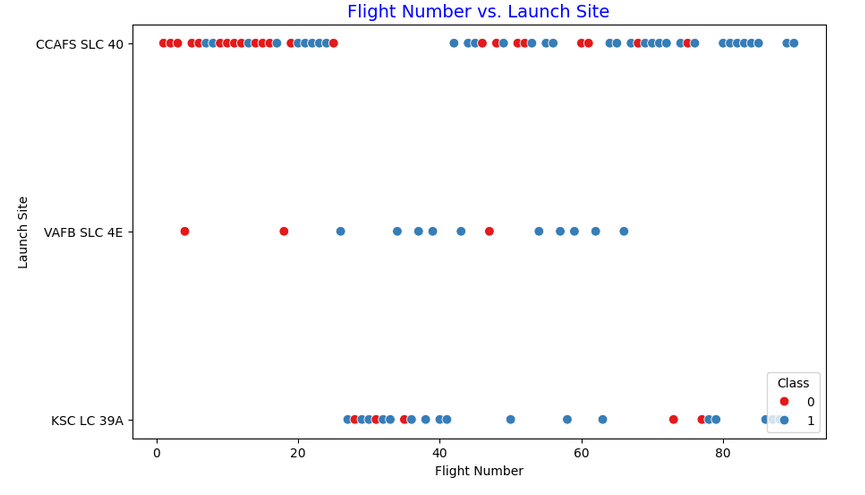 Flight Number vs. Launch Site
CCAFS SLC 40
VAFB SLC 4E
KSC LC 39A
Launch Site
0 20 40 60 80
Flight Number
Class
0
1